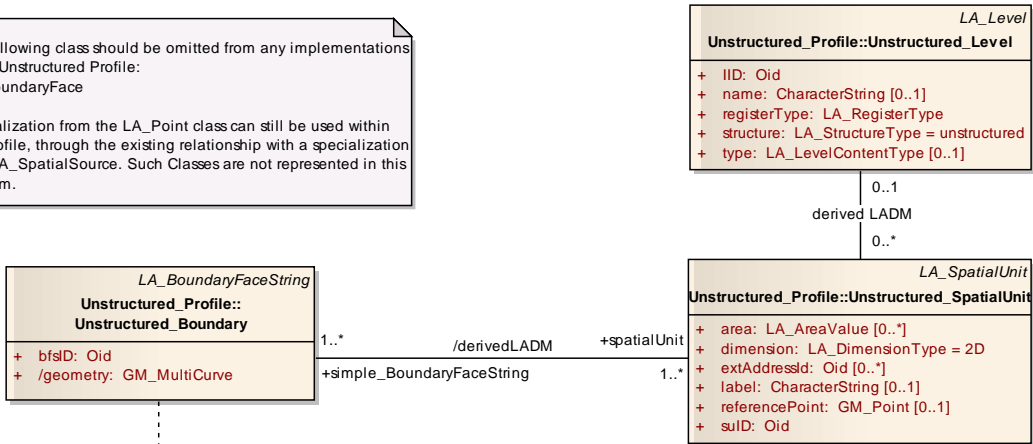 llowing class should be omitted from any implementations
Unstructured Profile:
oundaryFace
alization from the LA_Point class can still be used within
ofile, through the existing relationship with a specialization
A_SpatialSource. Such Classes are not represented in this
m.
LA_Level
Unstructured_Profile::Unstructured_Level
+ lID: Oid
+ name: CharacterString [0..1]
+ registerType: LA_RegisterType
+ structure: LA_StructureType = unstructured
+ type: LA_LevelContentType [0..1]
0..1
derived LADM
0..*
LA_BoundaryFaceString
Unstructured_Profile::
Unstructured_Boundary
+ bfsID: Oid
+ /geometry: GM_MultiCurve
1..*
/derivedLADM
+spatialUnit
+simple_BoundaryFaceString
1..*
LA_SpatialUnit
Unstructured_Profile::Unstructured_SpatialUnit
+ area: LA_AreaValue [0..*]
+ dimension: LA_DimensionType = 2D
+ extAddressId: Oid [0..*]
+ label: CharacterString [0..1]
+ referencePoint: GM_Point [0..1]
+ suID: Oid